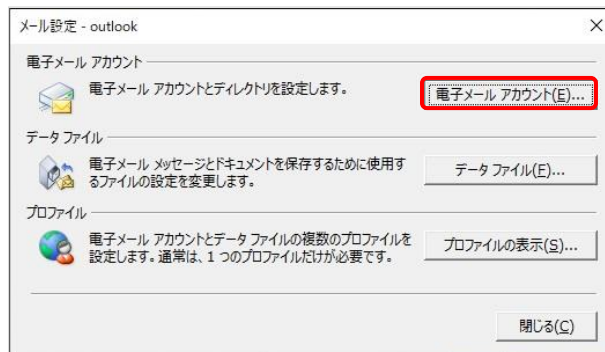 メール設定 - outlook
電子メール アカウント
電子メール アカウントとディレクトリを設定します。
電子メール アカウント(E)...
データ ファイル
電子メール メッセージとドキュメントを保存するために使用す
るファイルの設定を変更します。
データ ファイル(F)...
プロファイル
電子メール アカウントとデータ ファイルの複数のプロファイルを
設定します。通常は、1 つのプロファイルだけが必要です。
プロファイルの表示(S)...
閉じる(C)